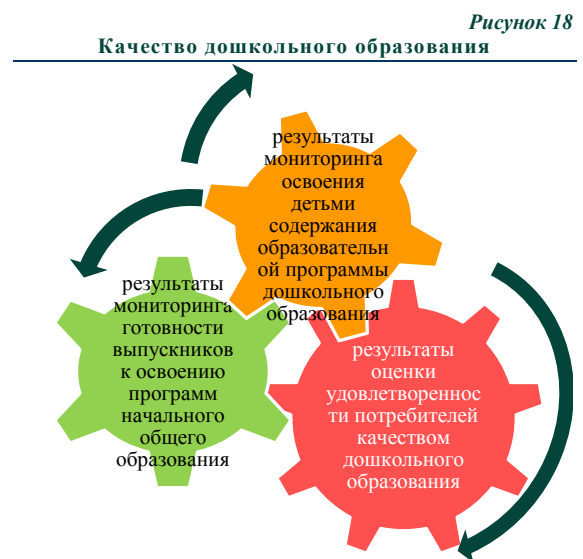 Рисунок 18
Качество дошкольного образования
результаты
мониторинга
освоения
детьми
содержания
образовательн
ой программы
дошкольного
образования
результаты
мониторинга
готовности
выпускников
к освоению
программ
начального
общего
образования
результаты
оценки
удовлетвореннос
ти потребителей
качеством
дошкольного
образования